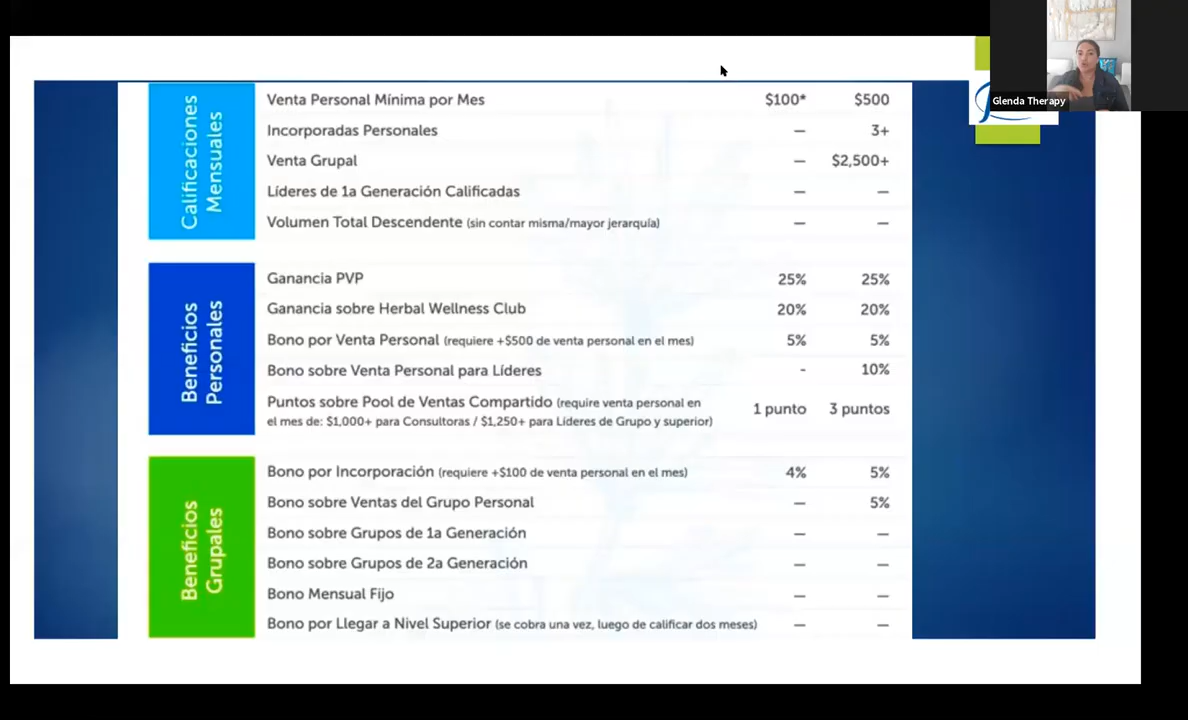 Glenda Therapy
Calificaciones
Mensuales
Venta Personal Mínima por Mes $100* $500
Incorporadas Personales — 3+
Venta Grupal — $2,500+
Líderes de 1a Generación Calificadas — —
Volumen Total Descendente (sin contar misma/mayor jerarquía) — —
Beneficios
Personales
Ganancia PVP 25% 25%
Ganancia sobre Herbal Wellness Club 20% 20%
Bono por Venta Personal (requiere +$500 de venta personal en el mes) 5% 5%
Bono sobre Venta Personal para Líderes - 10%
Puntos sobre Pool de Ventas Compartido (require venta personal en
el mes de: $1,000+ para Consultoras / $1,250+ para Líderes de Grupo y superior) 1 punto 3 puntos
Beneficios
Grupales
Bono por Incorporación (requiere +$100 de venta personal en el mes) 4% 5%
Bono sobre Ventas del Grupo Personal — 5%
Bono sobre Grupos de 1a Generación — —
Bono sobre Grupos de 2a Generación — —
Bono Mensual Fijo — —
Bono por Llegar a Nivel Superior (se cobra una vez, luego de calificar dos meses) — —